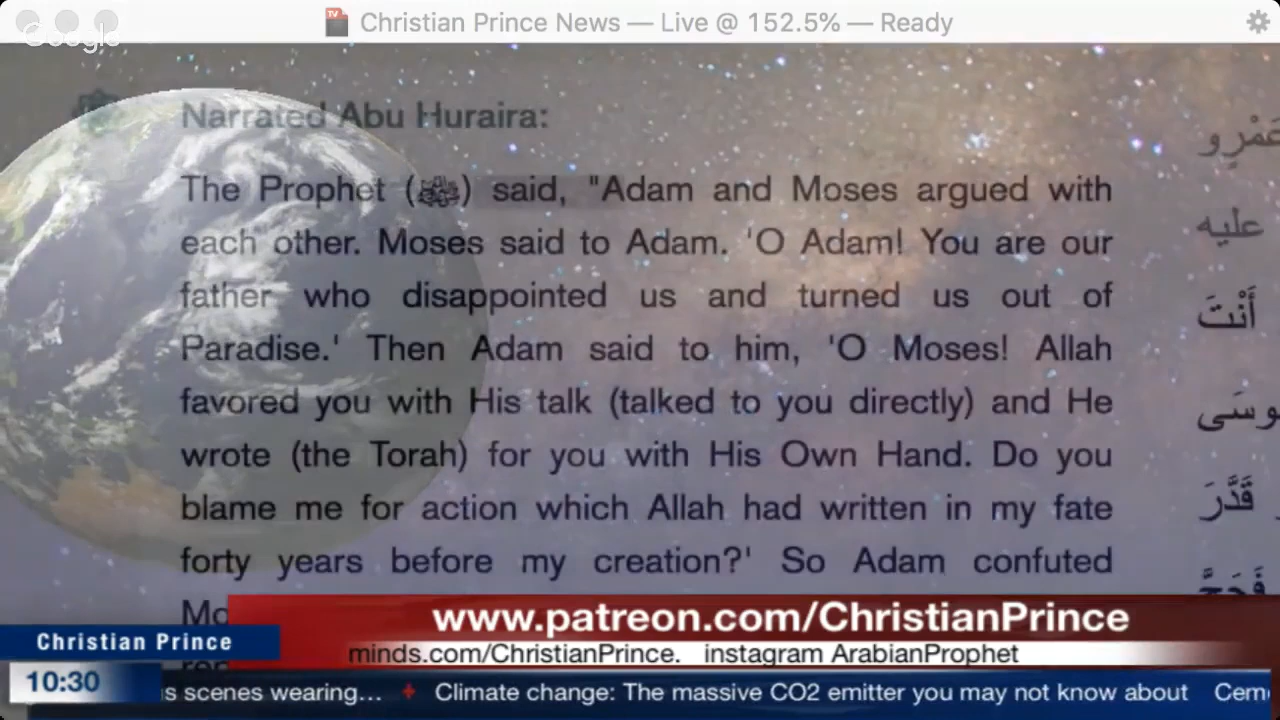 Christian Prince News — Live @ 152.5% — Ready
Google
Narrated Abu Huraira:
عَمْرٍو
The Prophet (ﷺ) said, "Adam and Moses argued with
each other. Moses said to Adam. 'O Adam! You are our
عليه
father who disappointed us and turned us out of
أَنْتَ
Paradise.' Then Adam said to him, 'O Moses! Allah
favored you with His talk (talked to you directly) and He
وسَى
wrote (the Torah) for you with His Own Hand. Do you
blame me for action which Allah had written in my fate
قَدَّرَ
forty years before my creation?' So Adam confuted
Mo
www.patreon.com/ChristianPrince
Christian Prince
minds.com/ChristianPrince. instagram ArabianProphet
10:30
s scenes wearing... Climate change: The massive CO2 emitter you may not know about Ceme